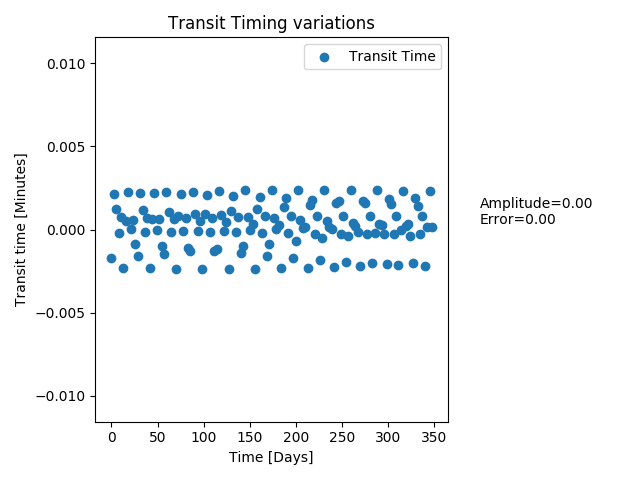 Transit Timing variations
Transit Time
0.010
0.005
0.000
−0.005
−0.010
Transit time [Minutes]
0
50
100
150
200
250
300
350
Time [Days]
Amplitude=0.00
Error=0.00